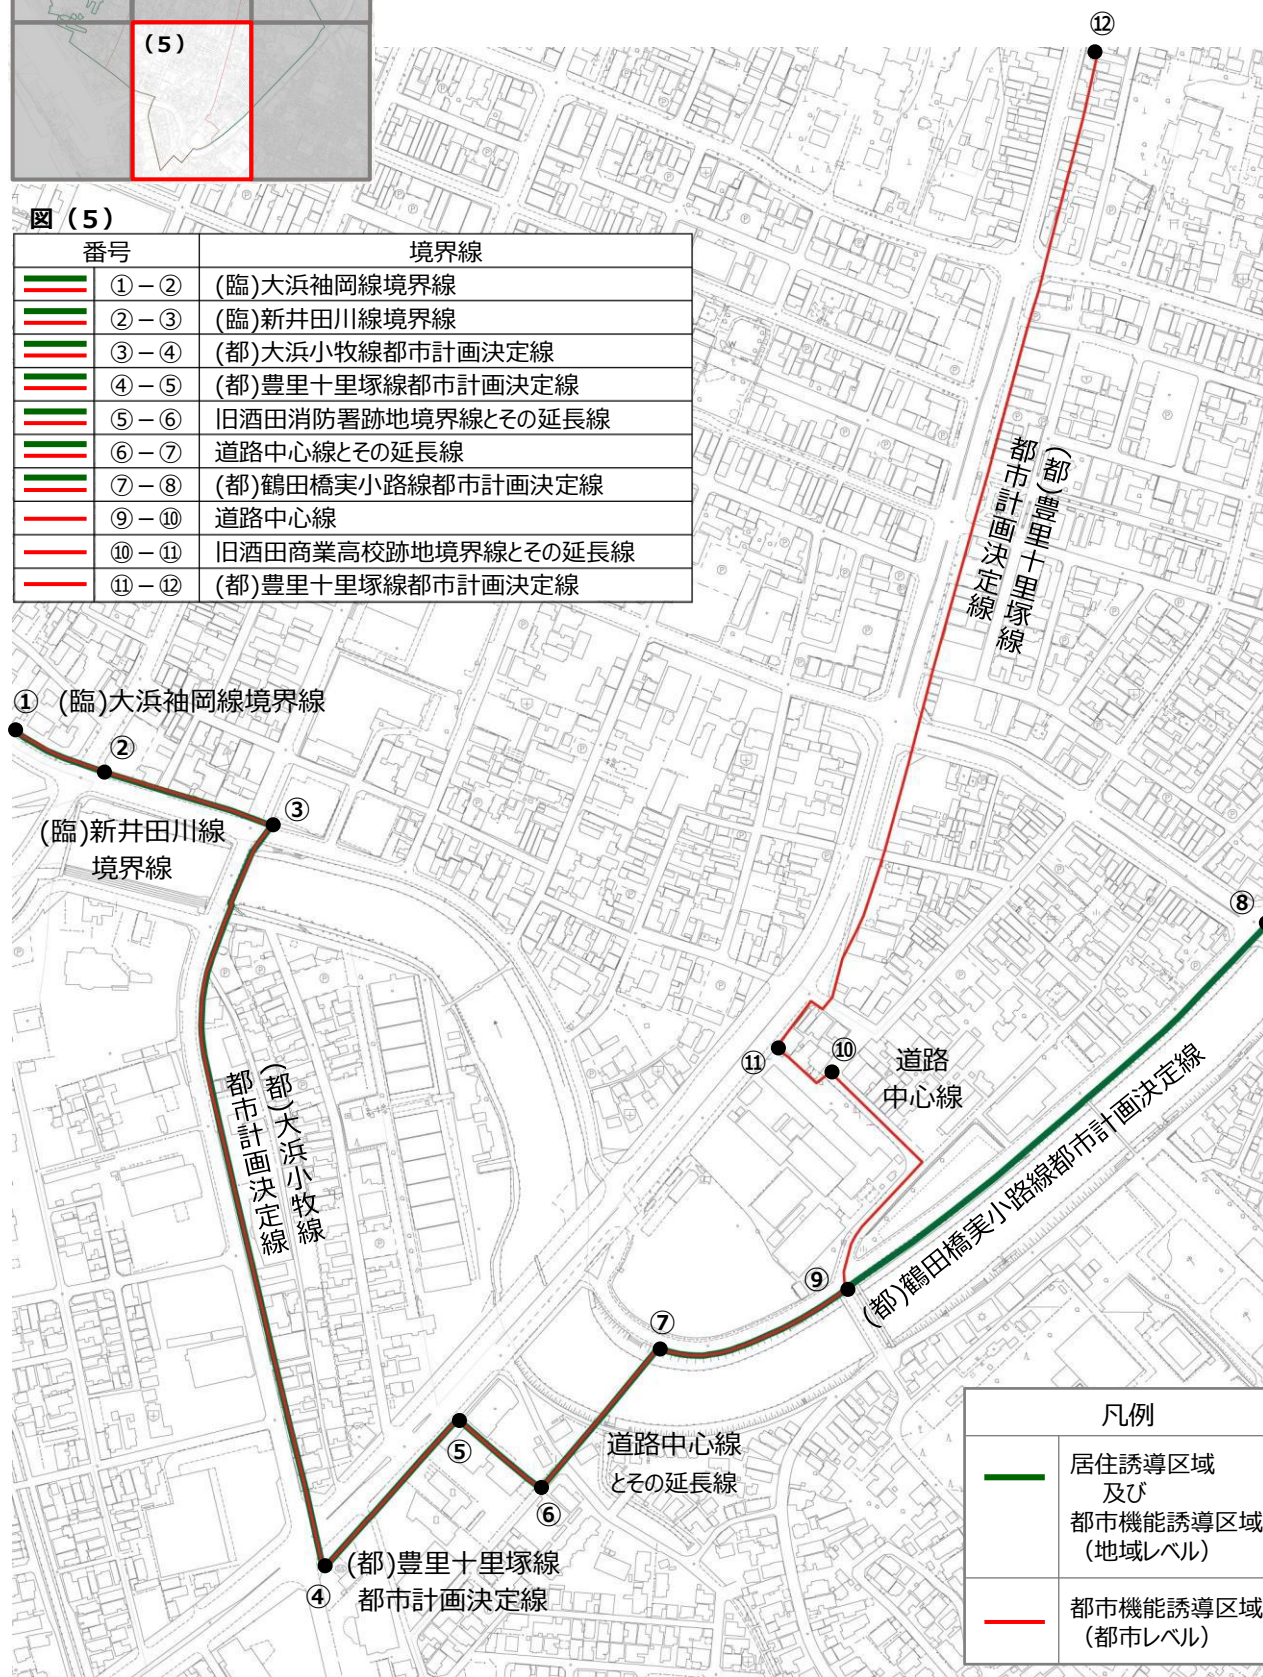 (5)
図（5）
番号 境界線
①－② (臨)大浜袖岡線境界線
②－③ (臨)新井田川線境界線
③－④ (都)大浜小牧線都市計画決定線
④－⑤ (都)豊里十里塚線都市計画決定線
⑤－⑥ 旧酒田消防署跡地境界線とその延長線
⑥－⑦ 道路中心線とその延長線
⑦－⑧ (都)鶴田橋実小路線都市計画決定線
⑨－⑩ 道路中心線
⑩－⑪ 旧酒田商業高校跡地境界線とその延長線
⑪－⑫ (都)豊里十里塚線都市計画決定線
⑫
(都)豊里十里塚線
都市計画決定線
① (臨)大浜袖岡線境界線
②
③
(臨)新井田川線
境界線
⑧
⑪
⑩
道路
中心線
(都)大浜小牧線
都市計画決定線
(都)鶴田橋実小路線都市計画決定線
⑨
⑦
⑤
道路中心線
とその延長線
⑥
④
(都)豊里十里塚線
都市計画決定線
凡例
居住誘導区域
及び
都市機能誘導区域
（地域レベル）
都市機能誘導区域
（都市レベル）